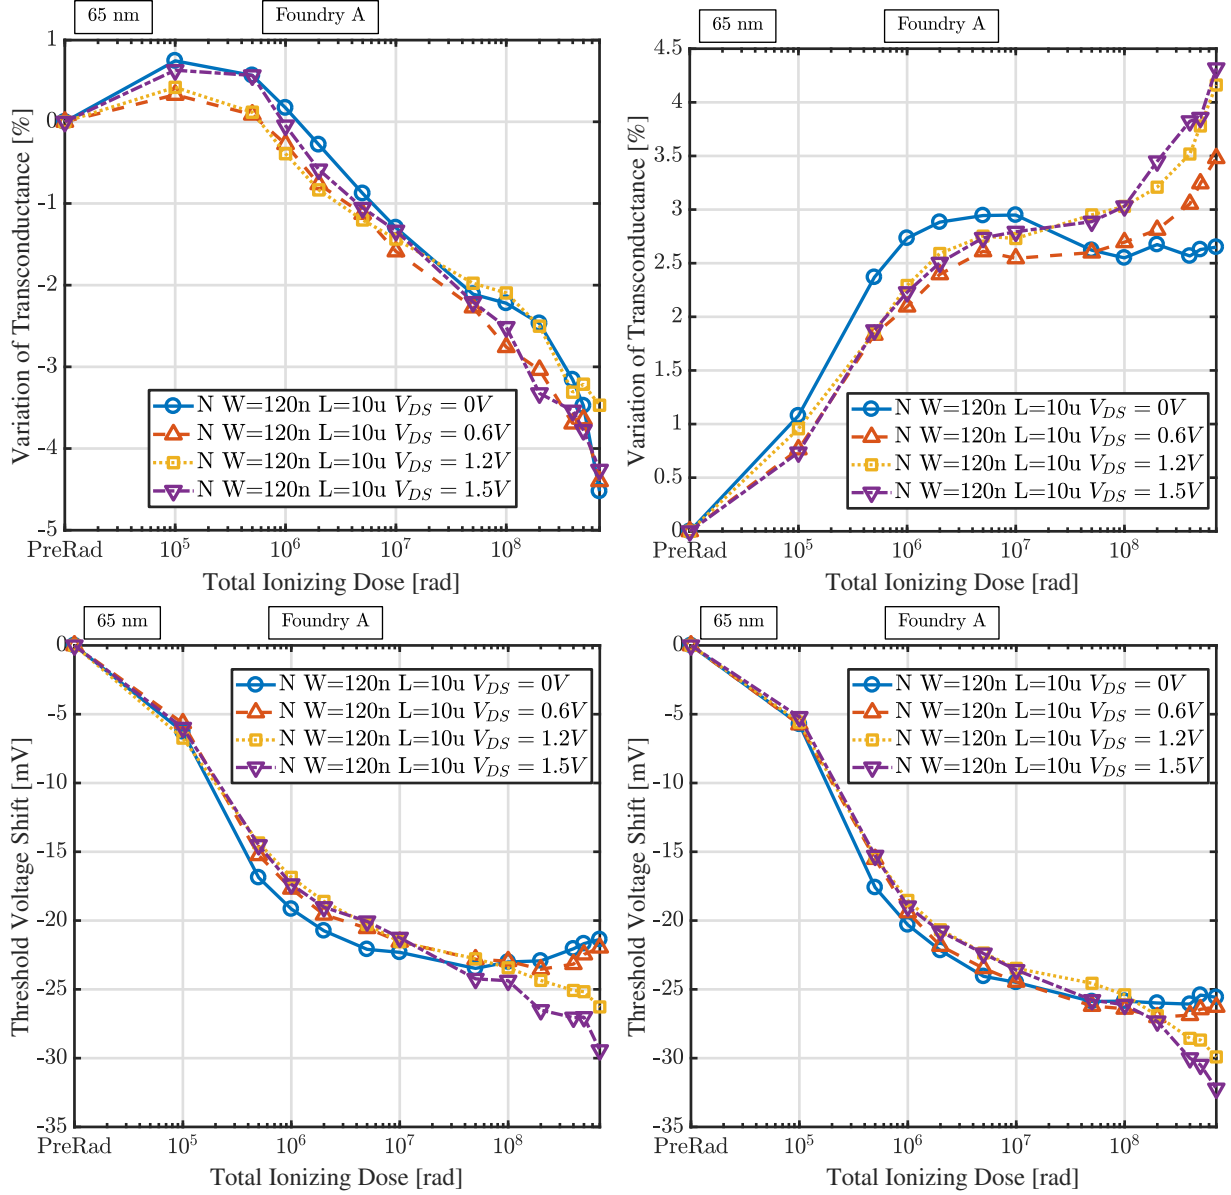 65 nm
Foundry A
Variation of Transconductance [%]
1
0
-1
-2
-3
-4
-5
N W=120n L=10u V_DS = 0V
N W=120n L=10u V_DS = 0.6V
N W=120n L=10u V_DS = 1.2V
N W=120n L=10u V_DS = 1.5V
PreRad 10^5 10^6 10^7 10^8
Total Ionizing Dose [rad]
65 nm
Foundry A
Variation of Transconductance [%]
4.5
4
3.5
3
2.5
2
1.5
1
0.5
0
N W=120n L=10u V_DS = 0V
N W=120n L=10u V_DS = 0.6V
N W=120n L=10u V_DS = 1.2V
N W=120n L=10u V_DS = 1.5V
PreRad 10^5 10^6 10^7 10^8
Total Ionizing Dose [rad]
65 nm
Foundry A
Threshold Voltage Shift [mV]
0
-5
-10
-15
-20
-25
-30
-35
N W=120n L=10u V_DS = 0V
N W=120n L=10u V_DS = 0.6V
N W=120n L=10u V_DS = 1.2V
N W=120n L=10u V_DS = 1.5V
PreRad 10^5 10^6 10^7 10^8
Total Ionizing Dose [rad]
65 nm
Foundry A
Threshold Voltage Shift [mV]
0
-5
-10
-15
-20
-25
-30
-35
N W=120n L=10u V_DS = 0V
N W=120n L=10u V_DS = 0.6V
N W=120n L=10u V_DS = 1.2V
N W=120n L=10u V_DS = 1.5V
PreRad 10^5 10^6 10^7 10^8
Total Ionizing Dose [rad]